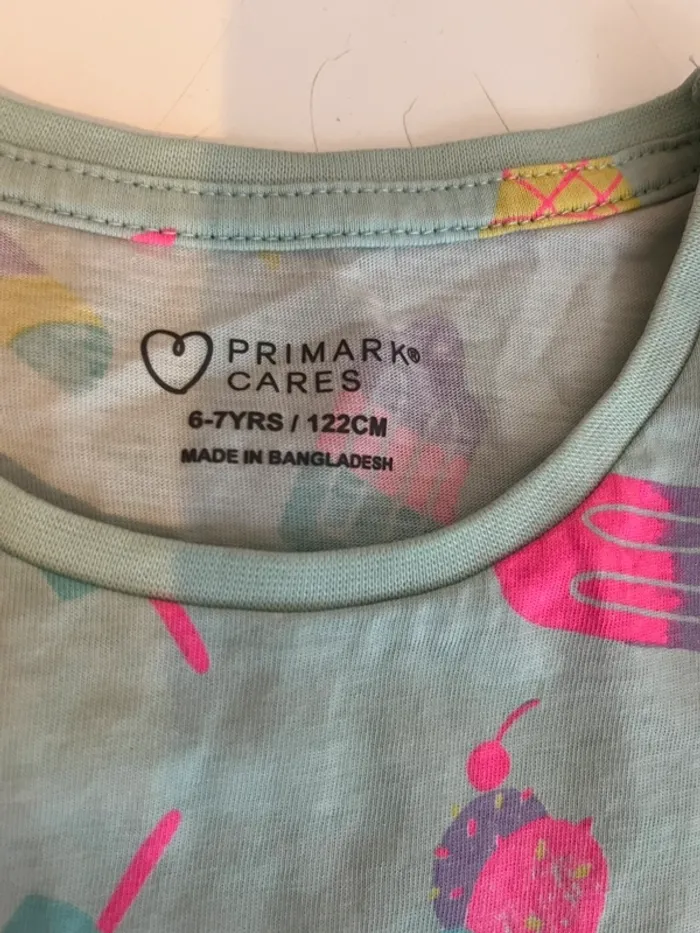 PRIMARK®
CARES
6-7YRS / 122CM
MADE IN BANGLADESH